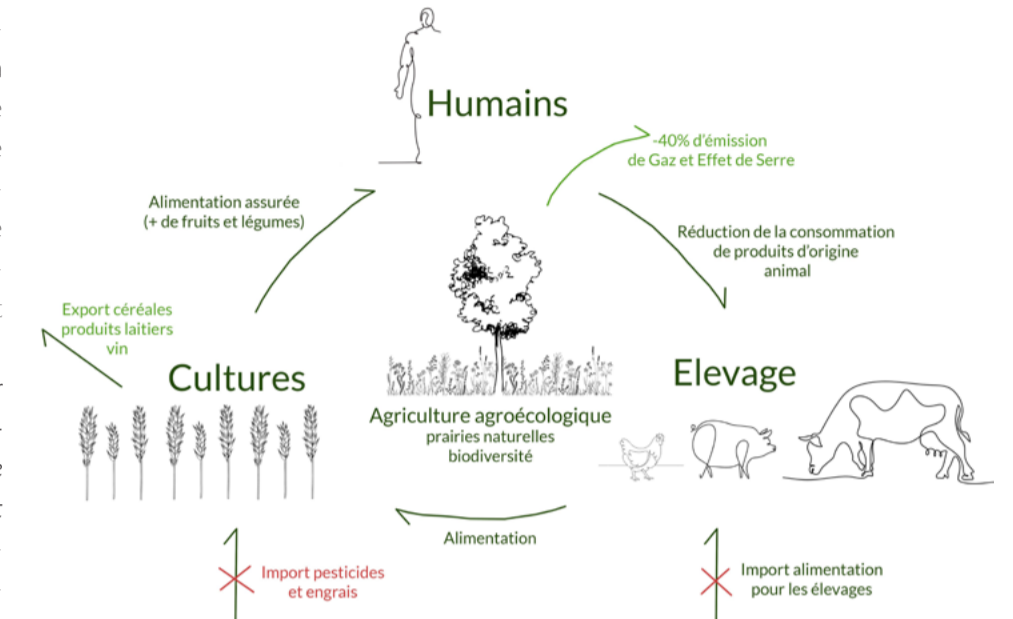 Humains
-40% d'émission
de Gaz et Effet de Serre
Alimentation assurée
(+ de fruits et légumes)
Réduction de la consommation
de produits d'origine
animal
Export céréales
produits laitiers
vin
Cultures
Elevage
Agriculture agroécologique
prairies naturelles
biodiversité
Alimentation
Import pesticides
et engrais
Import alimentation
pour les élevages